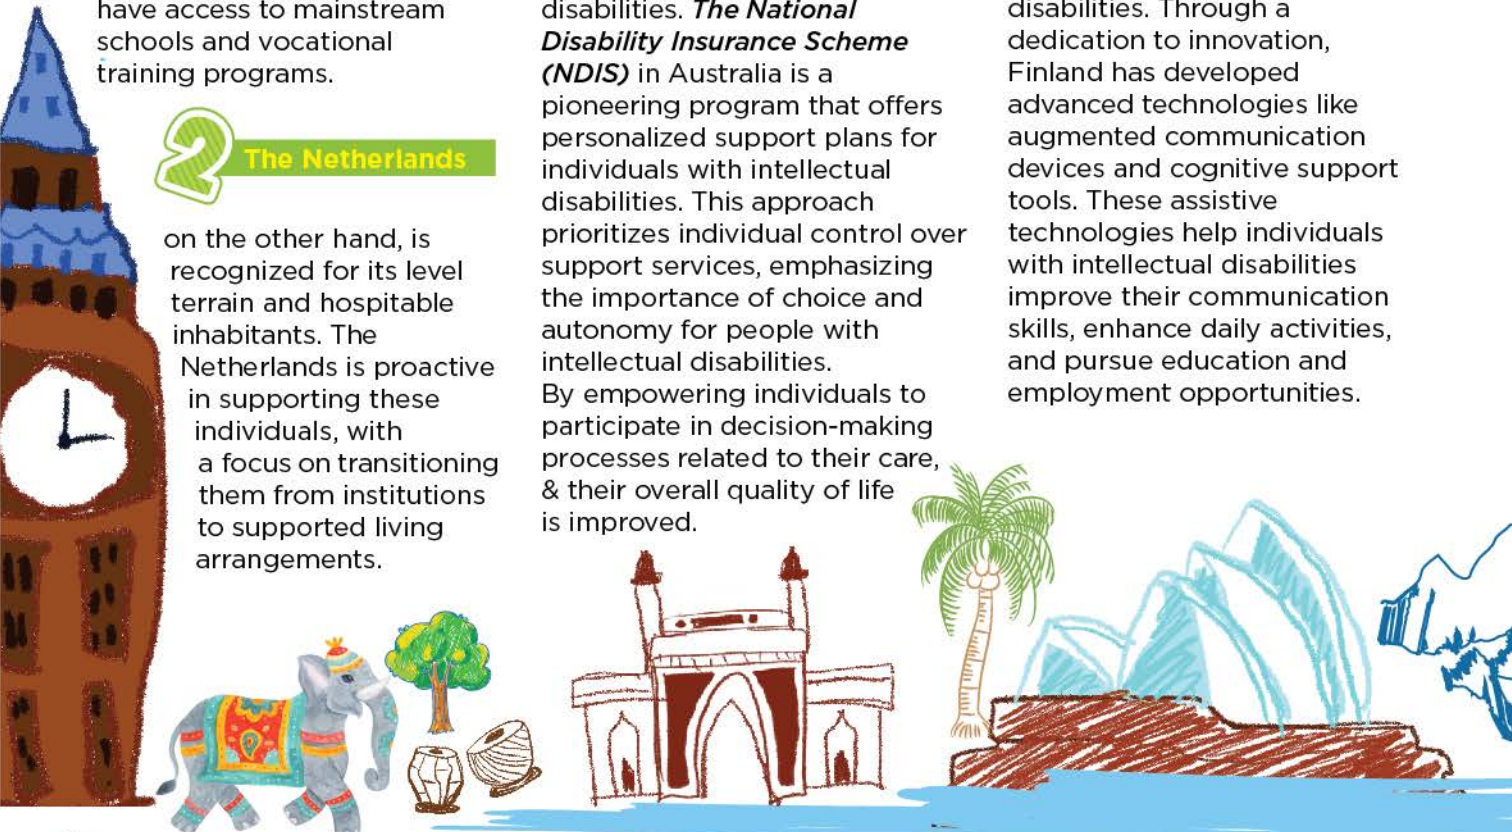 have access to mainstream
schools and vocational
training programs.
2
The Netherlands
on the other hand, is
recognized for its level
terrain and hospitable
inhabitants. The
Netherlands is proactive
in supporting these
individuals, with
a focus on transitioning
them from institutions
to supported living
arrangements.
disabilities. The National
Disability Insurance Scheme
(NDIS) in Australia is a
pioneering program that offers
personalized support plans for
individuals with intellectual
disabilities. This approach
prioritizes individual control over
support services, emphasizing
the importance of choice and
autonomy for people with
intellectual disabilities.
By empowering individuals to
participate in decision-making
processes related to their care,
& their overall quality of life
is improved.
disabilities. Through a
dedication to innovation,
Finland has developed
advanced technologies like
augmented communication
devices and cognitive support
tools. These assistive
technologies help individuals
with intellectual disabilities
improve their communication
skills, enhance daily activities,
and pursue education and
employment opportunities.